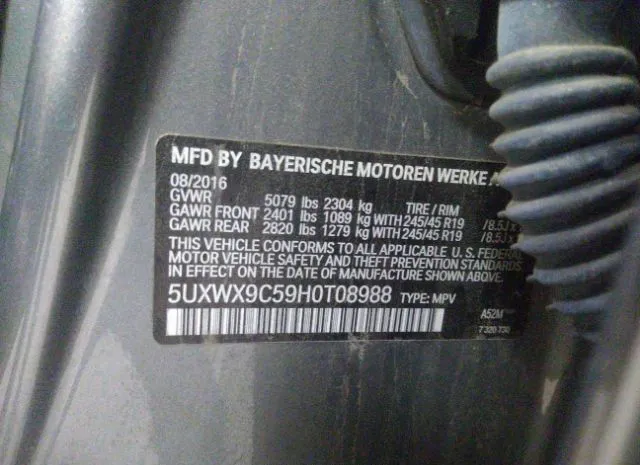 MFD BY BAYERISCHE MOTOREN WERKE A
08/2016
GVWR 5079 lbs 2304 kg TIRE / RIM
GAWR FRONT 2401 lbs 1089 kg WITH 245/45 R19 / 8.5J x
GAWR REAR 2820 lbs 1279 kg WITH 245/45 R19 / 8.5J x
THIS VEHICLE CONFORMS TO ALL APPLICABLE U. S. FEDERAL
MOTOR VEHICLE SAFETY AND THEFT PREVENTION
STANDARDS IN EFFECT ON THE
DATE OF MANUFACTURE SHOWN ABOVE.
5UXWX9C59H0T08988 TYPE: MPV
A52M
7 320 730